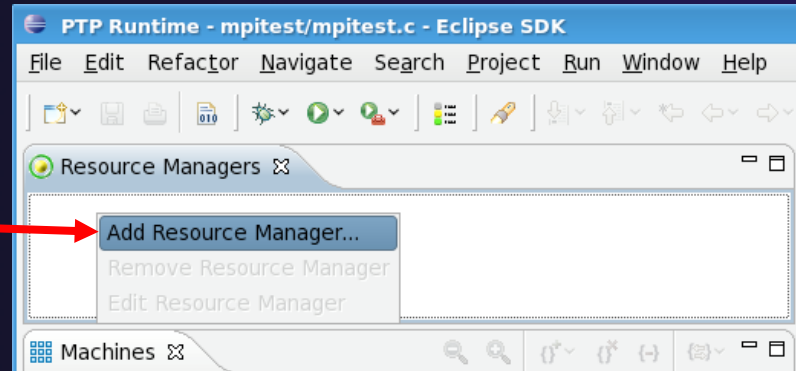 PTP Runtime - mpitest/mpitest.c - Eclipse SDK
File Edit Refactor Navigate Search Project Run Window Help
010
Resource Managers
Add Resource Manager...
Remove Resource Manager
Edit Resource Manager
Machines